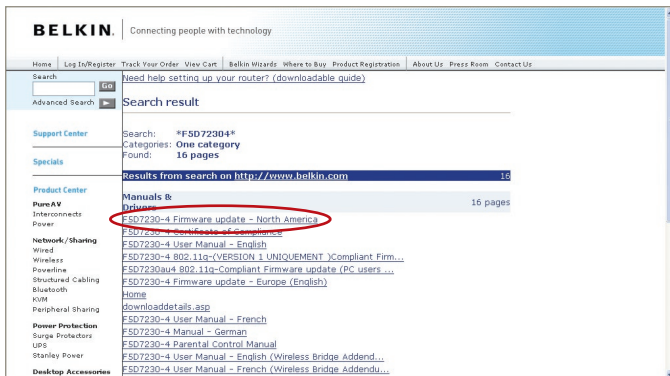 BELKIN. Connecting people with technology
Home Log In/Register Track Your Order View Cart Belkin Wizards Where to Buy Product Registration About Us Press Room Contact Us
Search
Go
Advanced Search
Support Center
Specials
Product Center
PureAV
Interconnects
Power
Network/Sharing
Wired
Wireless
Powerline
Structured Cabling
Bluetooth
KVM
Peripheral Sharing
Power Protection
Surge Protectors
UPS
Stanley Power
Desktop Accessories
Need help setting up your router? (downloadable guide)
Search result
Search: *F5D72304*
Categories: One category
Found: 16 pages
Results from search on http://www.belkin.com 16
Manuals &
Drivers 16 pages
F5D7230-4 Firmware update - North America
F5D7230-4 Certificate of Compliance
F5D7230-4 User Manual - English
F5D7230-4 802.11g-(VERSION 1 UNIQUEMENT )Compliant Firm...
F5D7230au4 802.11g-Compliant Firmware update (PC users ...
F5D7230-4 Firmware update - Europe (English)
Home
downloaddetails.asp
F5D7230-4 User Manual - French
F5D7230-4 Manual - German
F5D7230-4 Parental Control Manual
F5D7230-4 User Manual - English (Wireless Bridge Addend...
F5D7230-4 User Manual - French (Wireless Bridge Addendu...